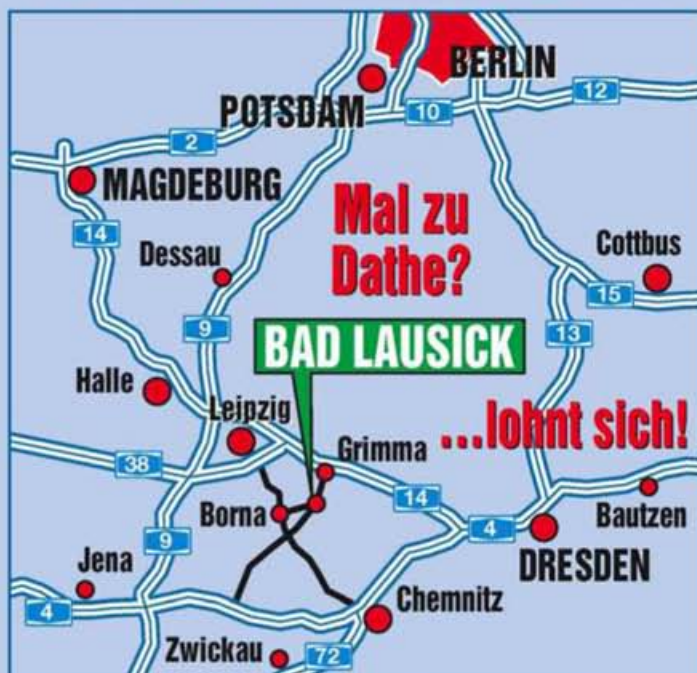 BERLIN
POTSDAM
12
10
2
MAGDEBURG
14
Mal zu
Dathe?
Cottbus
Dessau
15
9
13
BAD LAUSICK
Halle
Leipzig
...lohnt sich!
Grimma
38
14
Borna
4
Bautzen
9
DRESDEN
Jena
4
Chemnitz
Zwickau
72